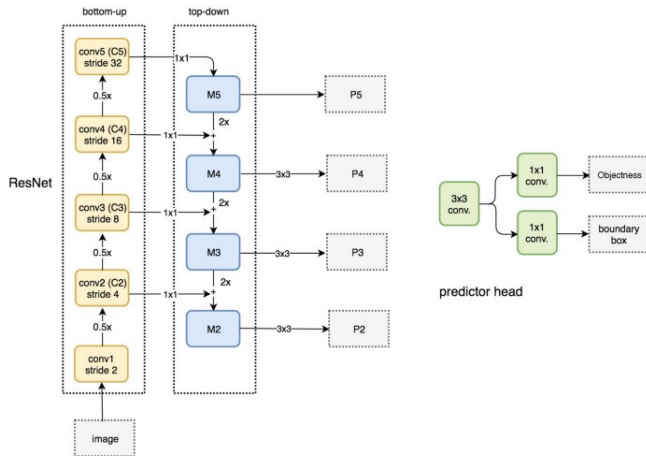 bottom-up
top-down
conv5 (C5)
stride 32
1x1
M5
P5
0.5x
2x
conv4 (C4)
stride 16
1x1
+
M4
3x3
P4
ResNet
0.5x
2x
conv3 (C3)
stride 8
1x1
+
M3
3x3
P3
0.5x
2x
conv2 (C2)
stride 4
1x1
+
M2
3x3
P2
0.5x
conv1
stride 2
image
3x3
conv.
1x1
conv.
Objectness
1x1
conv.
boundary
box
predictor head